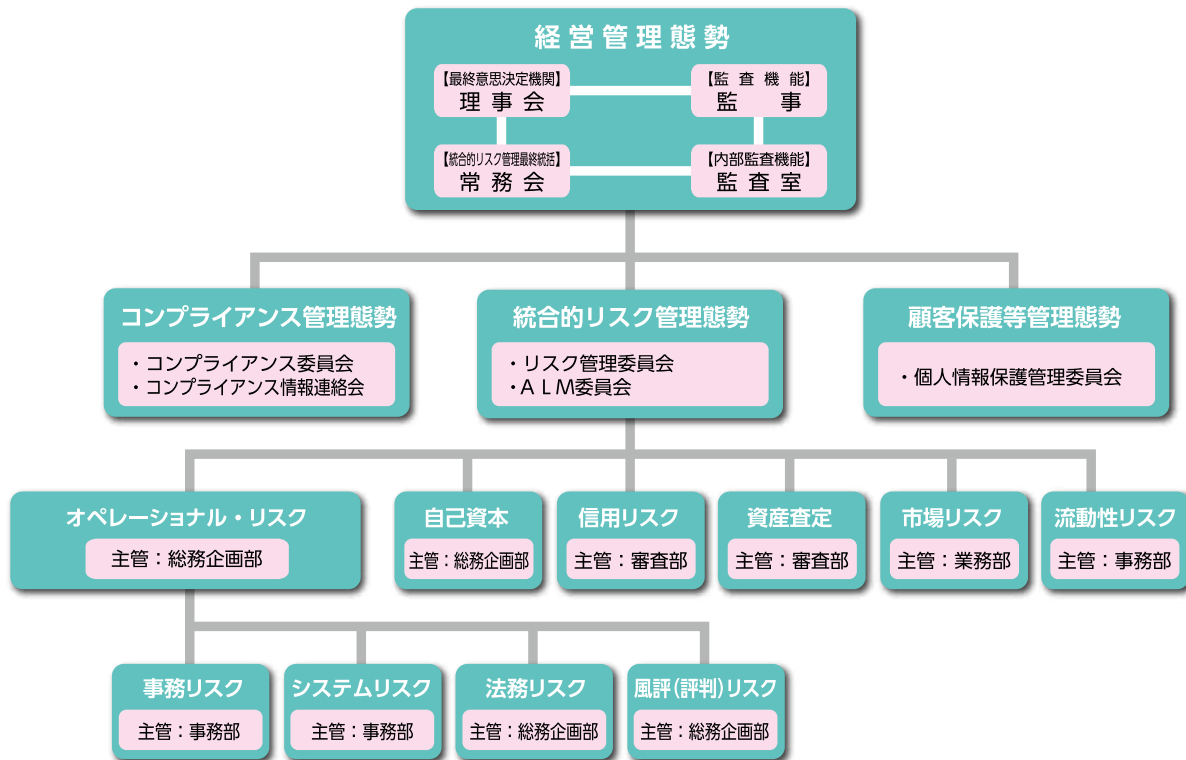 経営管理態勢
【最終意思決定機関】
理事会
【監査機能】
監事
【統合的リスク管理最終統括】
常務会
【内部監査機能】
監査室
コンプライアンス管理態勢
・コンプライアンス委員会
・コンプライアンス情報連絡会
統合的リスク管理態勢
・リスク管理委員会
・ＡＬＭ委員会
顧客保護等管理態勢
・個人情報保護管理委員会
オペレーショナル・リスク
主管：総務企画部
自己資本
主管：総務企画部
信用リスク
主管：審査部
資産査定
主管：審査部
市場リスク
主管：業務部
流動性リスク
主管：事務部
事務リスク
主管：事務部
システムリスク
主管：事務部
法務リスク
主管：総務企画部
風評（評判）リスク
主管：総務企画部